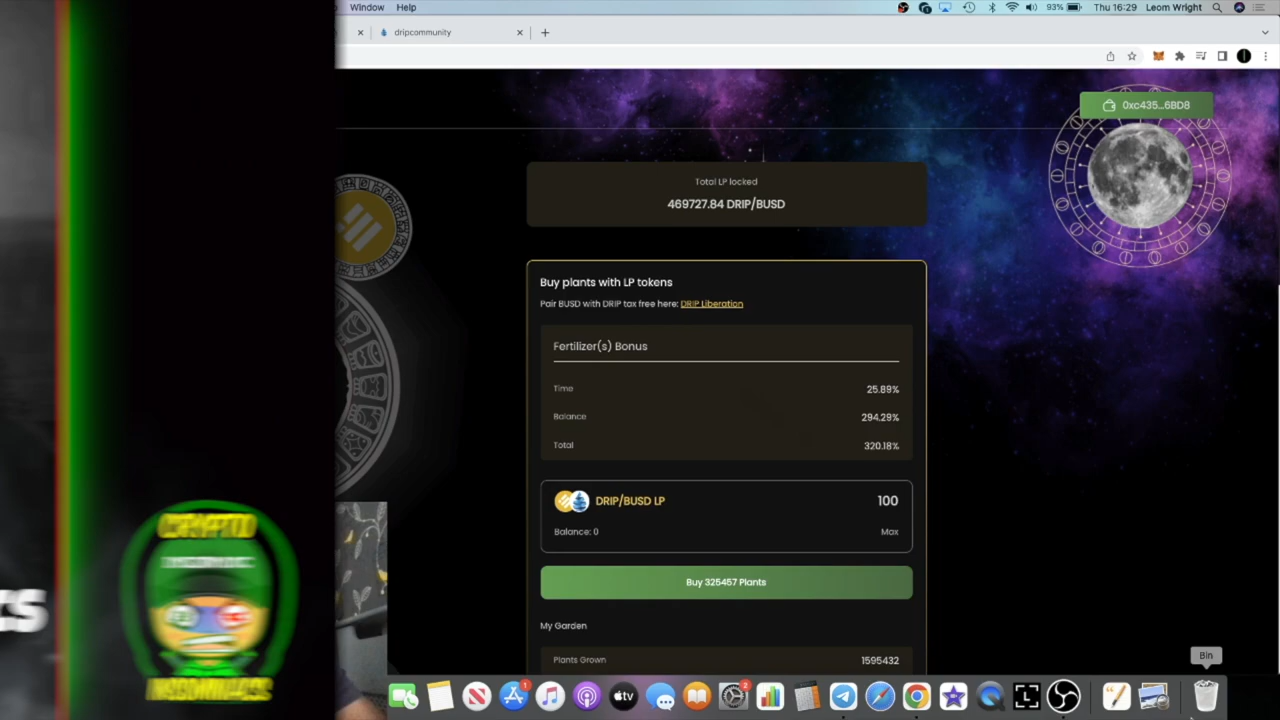 Window Help
93% Thu 16:29 Leom Wright
dripcommunity
0xc435...6BD8
Total LP locked
469727.84 DRIP/BUSD
Buy plants with LP tokens
Pair BUSD with DRIP tax free here: DRIP Liberation
Fertilizer(s) Bonus
Time 25.89%
Balance 294.29%
Total 320.18%
DRIP/BUSD LP 100
Balance: 0 Max
Buy 325457 Plants
My Garden
Plants Grown 1595432
Bin
tv